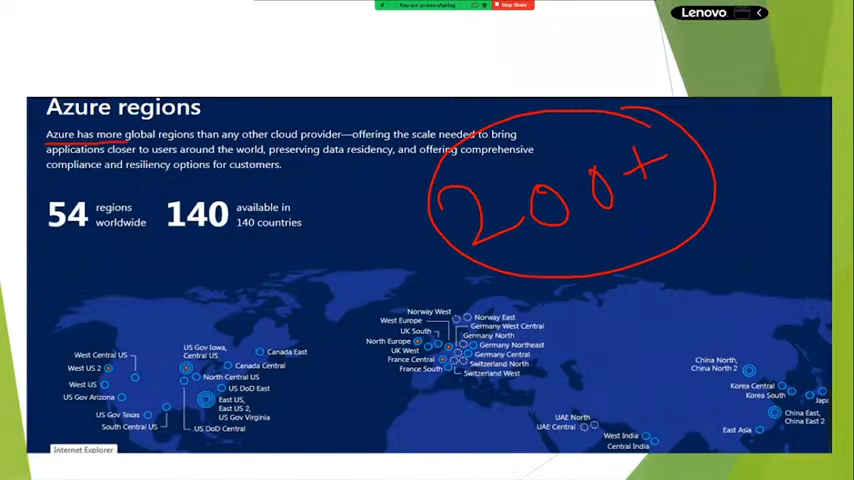 You are screen sharing
Stop Share
Lenovo
Azure regions
Azure has more global regions than any other cloud provider—offering the scale needed to bring
applications closer to users around the world, preserving data residency, and offering comprehensive
compliance and resiliency options for customers.
200+
54 regions worldwide
140 available in 140 countries
Norway West
Norway East
West Europe
Germany West Central
UK South
Germany North
North Europe
Germany Northeast
UK West
Germany Central
France Central
Switzerland North
France South
Switzerland West
West Central US
US Gov Iowa,
Central US
Canada East
West US 2
Canada Central
West US
North Central US
US DoD East
US Gov Arizona
East US,
East US 2,
US Gov Virginia
US Gov Texas
South Central US
US DoD Central
China North,
China North 2
Korea Central
Korea South
Japa
China East,
China East 2
East Asia
UAE North
UAE Central
West India
Central India
Internet Explorer